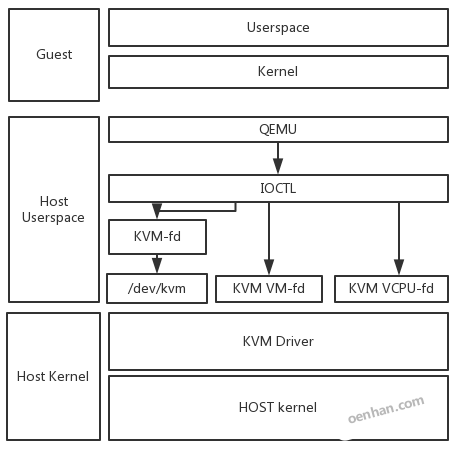 Guest
Userspace
Kernel
Host
Userspace
QEMU
IOCTL
KVM-fd
/dev/kvm
KVM VM-fd
KVM VCPU-fd
Host Kernel
KVM Driver
HOST kernel
oenhan.com